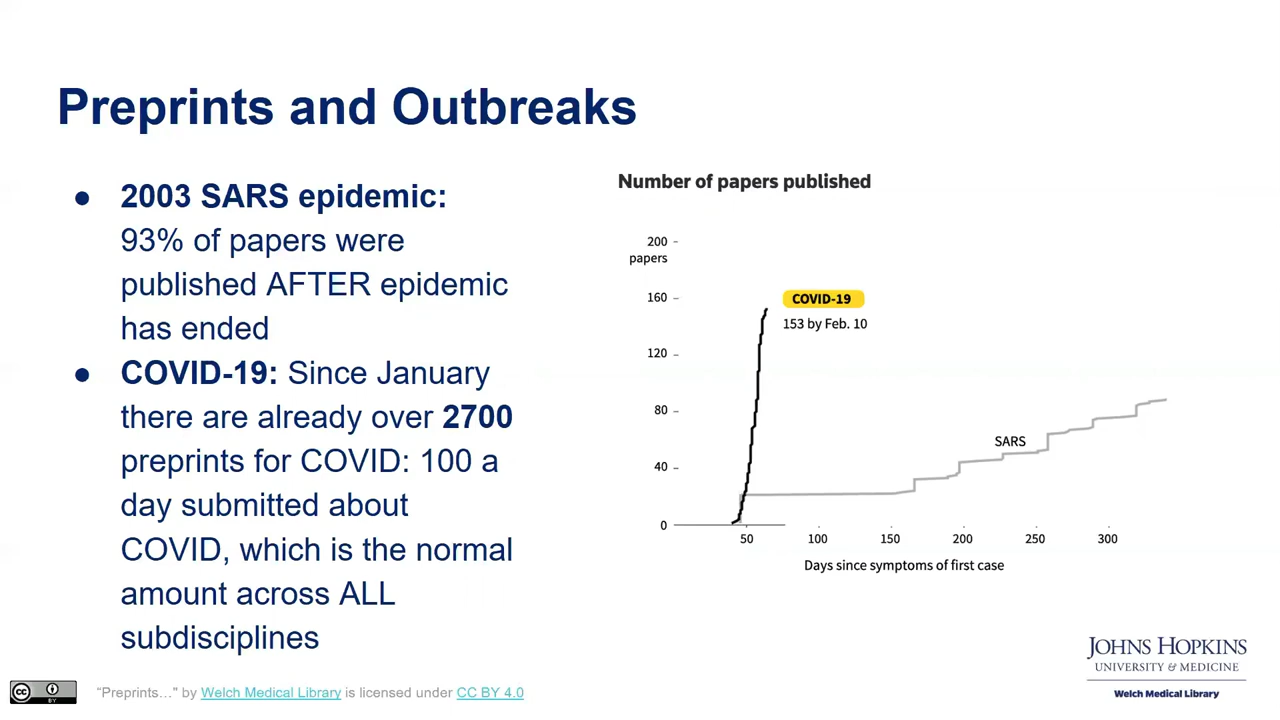 Preprints and Outbreaks
● 2003 SARS epidemic:
93% of papers were
published AFTER epidemic
has ended
● COVID-19: Since January
there are already over 2700
preprints for COVID: 100 a
day submitted about
COVID, which is the normal
amount across ALL
subdisciplines
Number of papers published
200
papers
160
120
80
40
0
COVID-19
153 by Feb. 10
SARS
50 100 150 200 250 300
Days since symptoms of first case
JOHNS HOPKINS
UNIVERSITY & MEDICINE
Welch Medical Library
cc BY
“Preprints…" by Welch Medical Library is licensed under CC BY 4.0